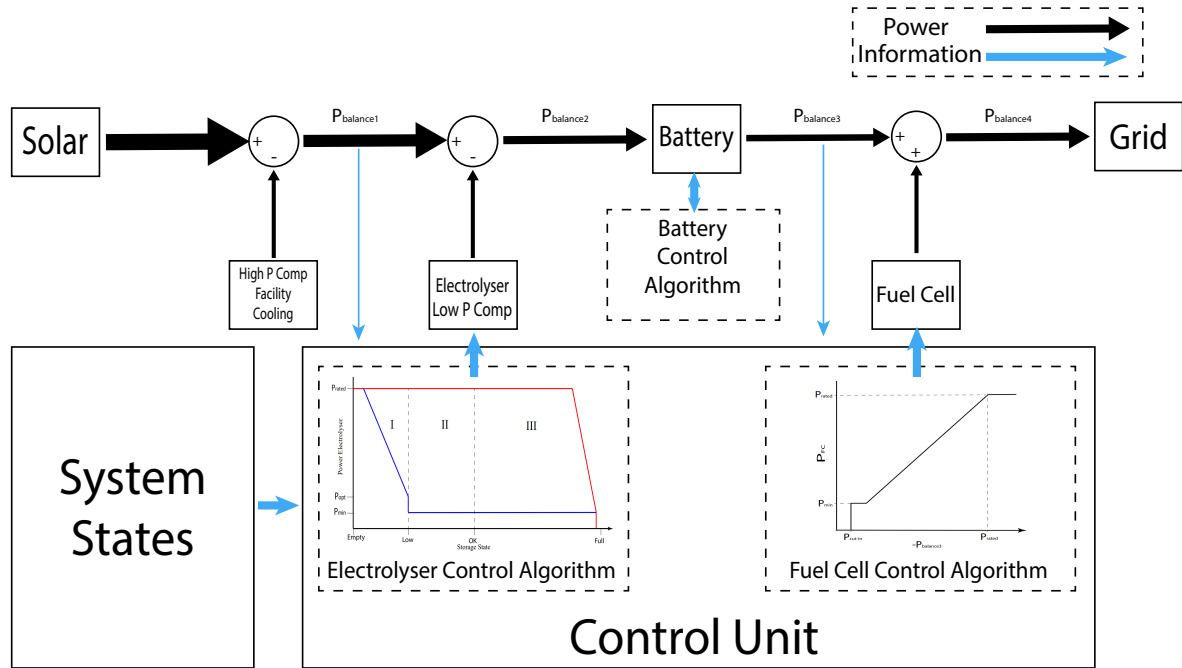 Power
Information
Solar
+
-
Pbalance1
+
-
Pbalance2
Battery
Pbalance3
+
+
Pbalance4
Grid
High P Comp
Facility
Cooling
Electrolyser
Low P Comp
Battery
Control
Algorithm
Fuel Cell
System
States
Prated
Popt
Pmin
Power Electrolyser
I
II
III
Empty
Low
OK
Full
Storage State
Electrolyser Control Algorithm
Prated
PFC
Pmin
Pcut-in
-Pbalance3
Prated
Fuel Cell Control Algorithm
Control Unit